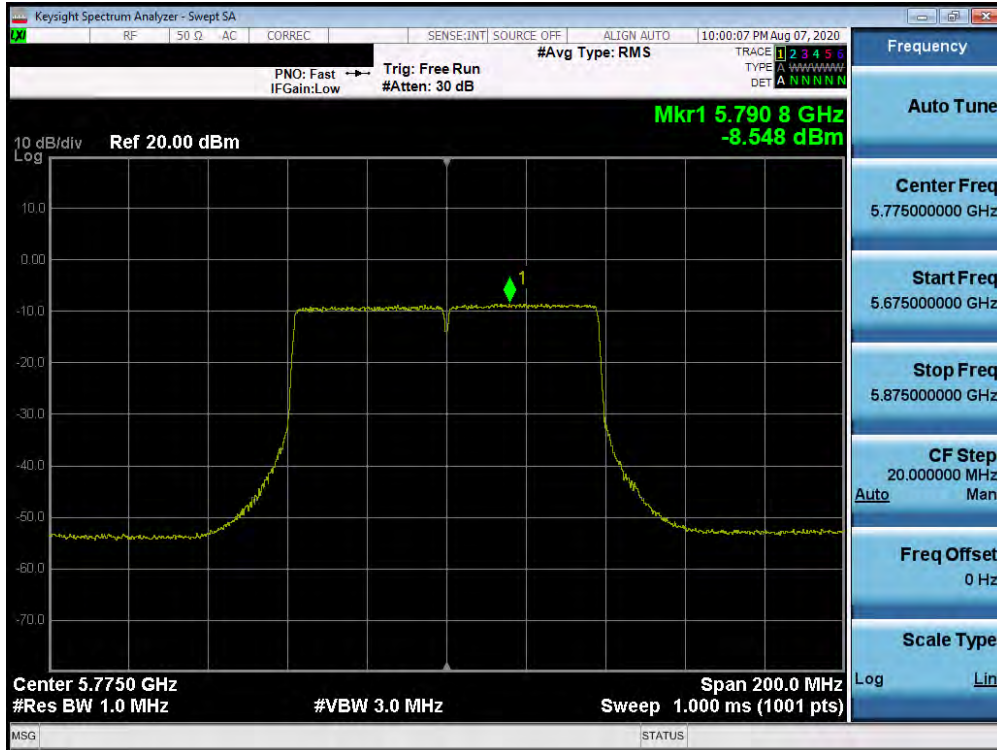 Keysight Spectrum Analyzer - Swept SA
LXI RF 50 Ω AC CORREC SENSE:INT SOURCE OFF ALIGN AUTO 10:00:07 PM Aug 07, 2020
Frequency
#Avg Type: RMS TRACE 1 2 3 4 5 6
PNO: Fast Trig: Free Run TYPE A WWWWW
IFGain:Low #Atten: 30 dB DET A N N N N N
Auto Tune
Mkr1 5.790 8 GHz
-8.548 dBm
10 dB/div Ref 20.00 dBm
Log
Center Freq
5.775000000 GHz
10.0
0.00
Start Freq
5.675000000 GHz
1
-10.0
-20.0
Stop Freq
5.875000000 GHz
-30.0
-40.0
CF Step
20.000000 MHz
Auto Man
-50.0
-60.0
Freq Offset
0 Hz
-70.0
Scale Type
Log Lin
Center 5.7750 GHz Span 200.0 MHz
#Res BW 1.0 MHz #VBW 3.0 MHz Sweep 1.000 ms (1001 pts)
MSG STATUS